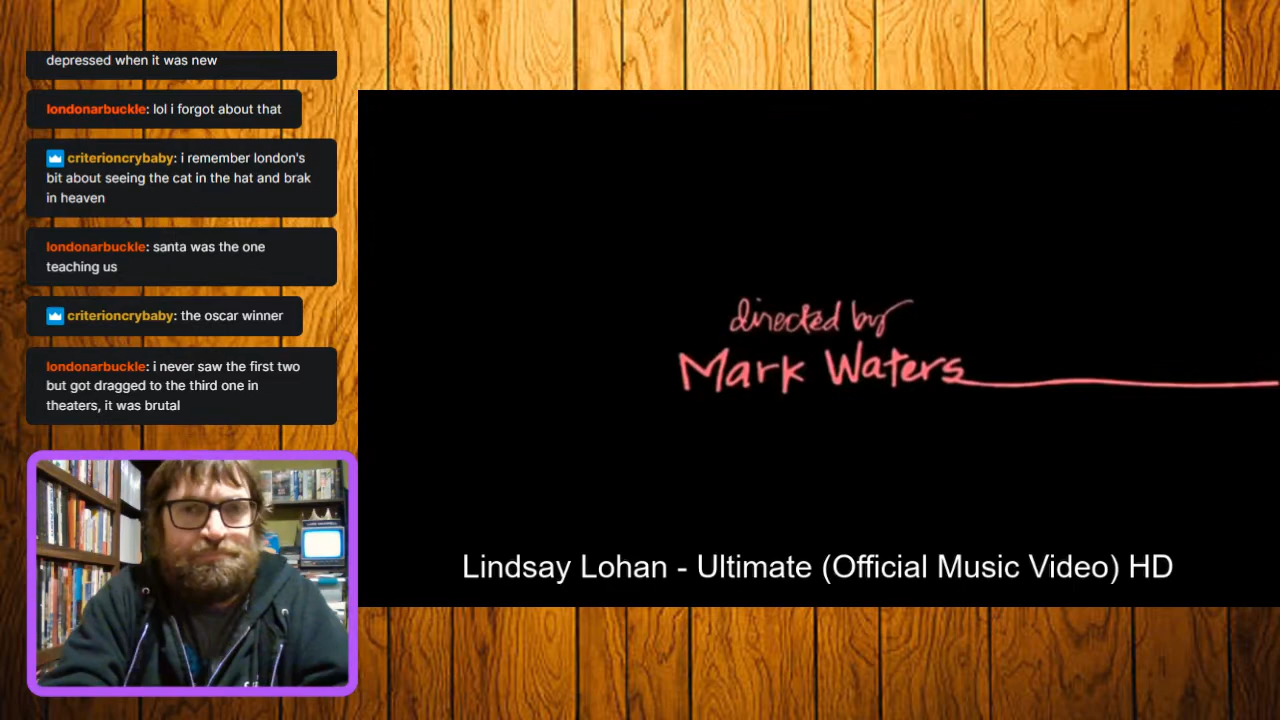 depressed when it was new
londonarbuckle: lol i forgot about that
criterioncrybaby: i remember london's
bit about seeing the cat in the hat and brak
in heaven
londonarbuckle: santa was the one
teaching us
criterioncrybaby: the oscar winner
londonarbuckle: i never saw the first two
but got dragged to the third one in
theaters, it was brutal
directed by
Mark Waters
Lindsay Lohan - Ultimate (Official Music Video) HD